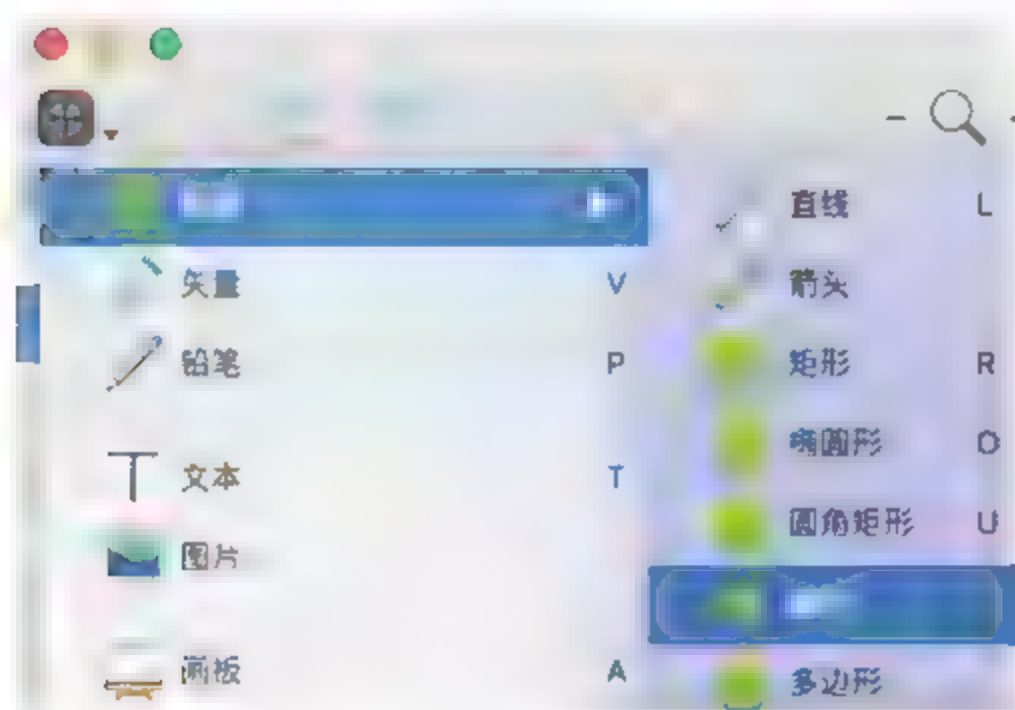 直线 L
矢量 V
箭头
铅笔 P
矩形 R
椭圆形 O
文本 T
圆角矩形 U
图片
画板 A
多边形